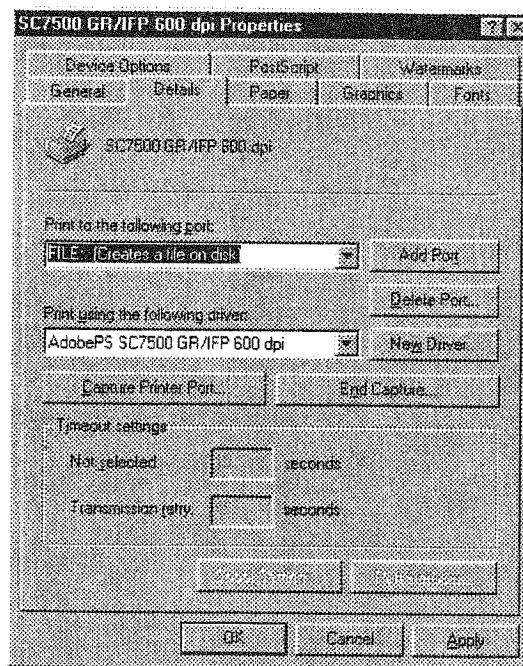 SC7500 GR/IFP 600 dpi Properties
Device Options PostScript Watermarks
General Details Paper Graphics Fonts
SC7500 GR/IFP 600 dpi
Print to the following port:
FILE: (Creates a file on disk)
Add Port
Delete Port...
Print using the following driver:
AdobePS SC7500 GR/IFP 600 dpi
New Driver
Capture Printer Port...
End Capture...
Timeout settings
Not selected: seconds
Transmission retry: seconds
OK Cancel Apply